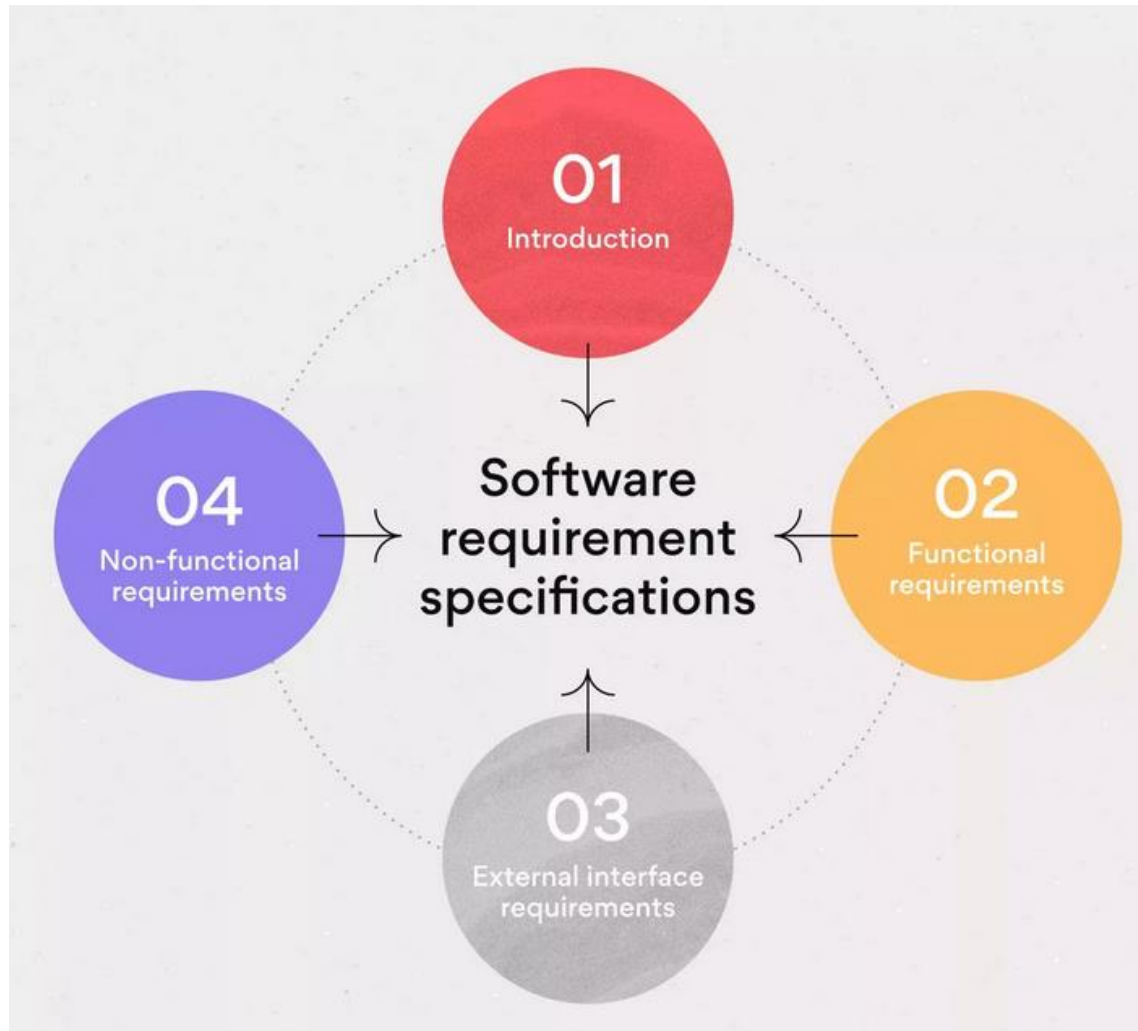 01
Introduction
02
Functional
requirements
Software
requirement
specifications
04
Non-functional
requirements
03
External interface
requirements